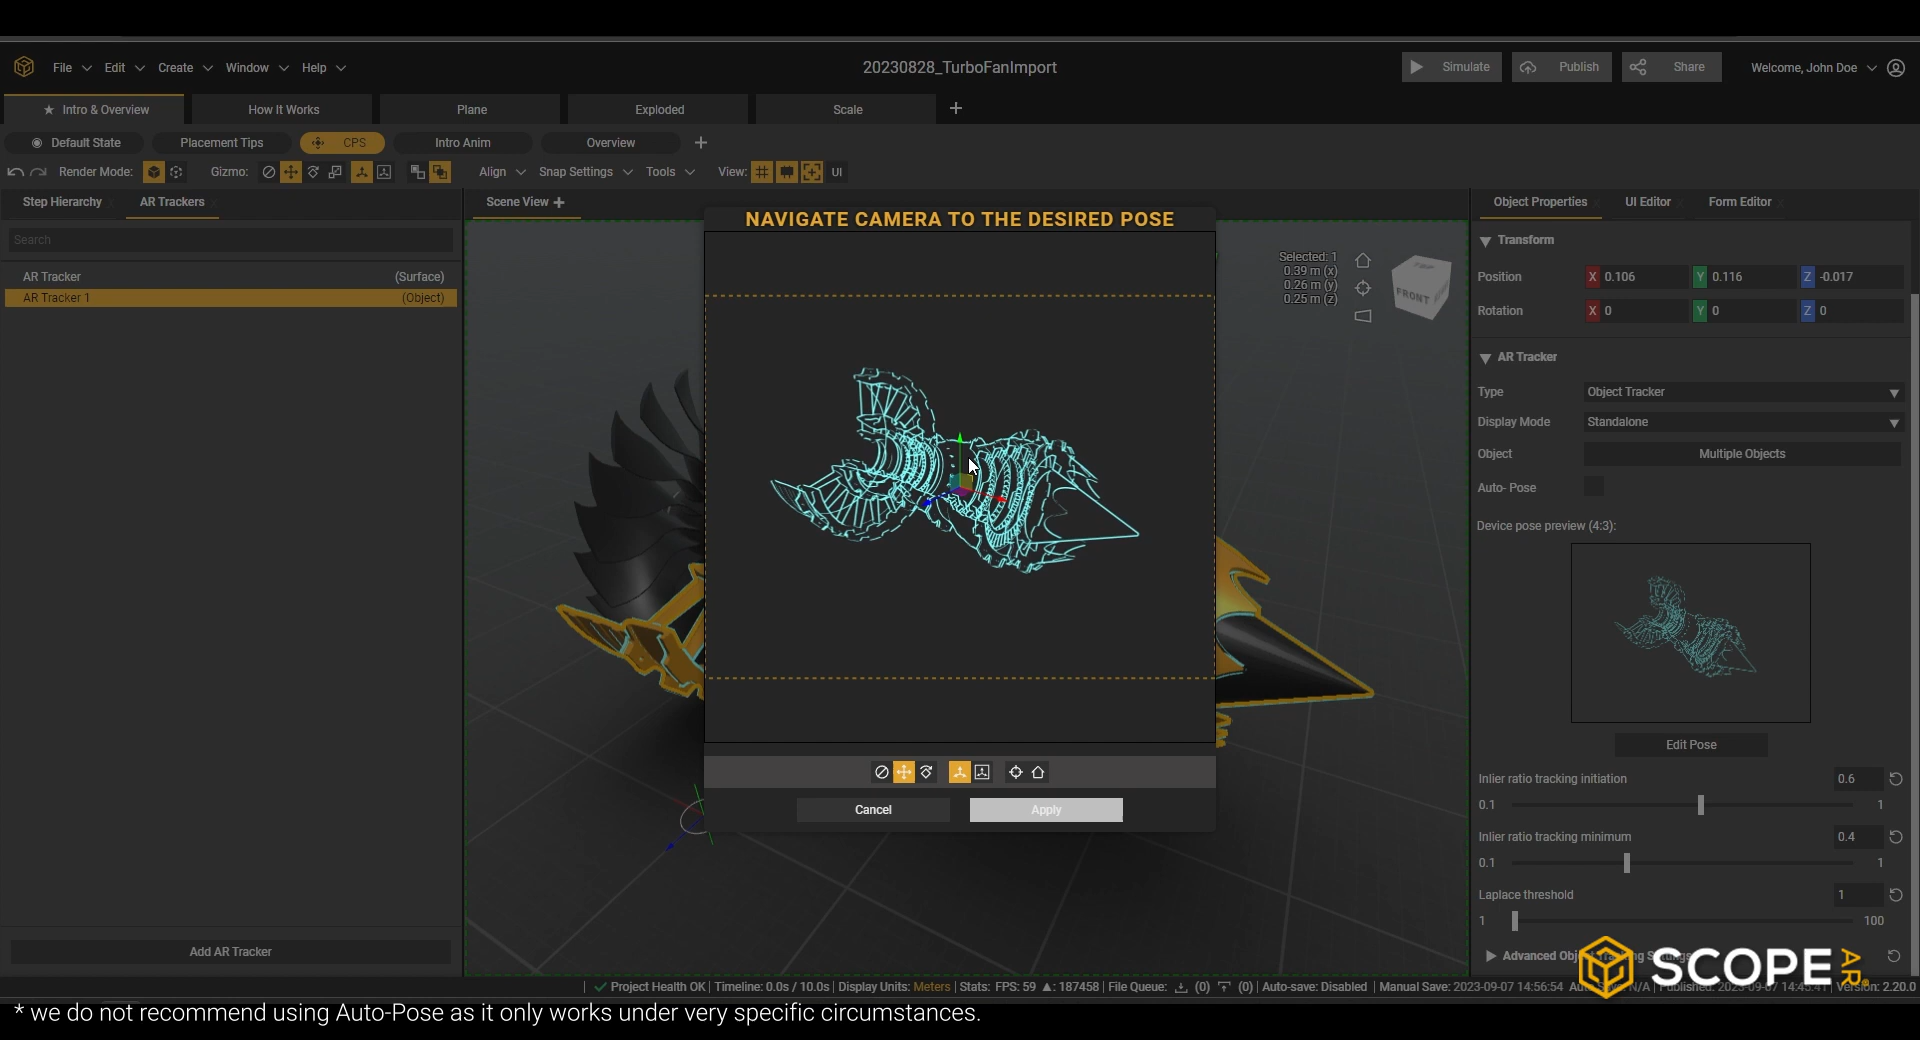 File Edit Create Window Help
20230828_TurboFanImport
Simulate Publish Share Welcome, John Doe
Intro & Overview How It Works Plane Exploded Scale
Default State Placement Tips CPS Intro Anim Overview
Render Mode: Gizmo: Align Snap Settings Tools View: UI
Step Hierarchy AR Trackers
Search
AR Tracker (Surface)
AR Tracker 1 (Object)
Add AR Tracker
Scene View
NAVIGATE CAMERA TO THE DESIRED POSE
Selected: 1
0.39 m (x)
0.26 m (y)
0.25 m (z)
TOP
FRONT
Cancel Apply
Object Properties UI Editor Form Editor
Transform
Position X 0.106 Y 0.116 Z -0.017
Rotation X 0 Y 0 Z 0
AR Tracker
Type Object Tracker
Display Mode Standalone
Object Multiple Objects
Auto- Pose
Device pose preview (4:3):
Edit Pose
Inlier ratio tracking initiation 0.6
0.1 1
Inlier ratio tracking minimum 0.4
0.1 1
Laplace threshold 1
1 100
Advanced
SCOPE AR
Project Health OK | Timeline: 0.0s / 10.0s | Display Units: Meters | Stats: FPS: 59 ▲: 187458 | File Queue: (0) (0) | Auto-save: Disabled | Manual Save: 2023-09-07 14:56:54 N/A | Published: 2023-09-07 Version: 2.20.0
* we do not recommend using Auto-Pose as it only works under very specific circumstances.